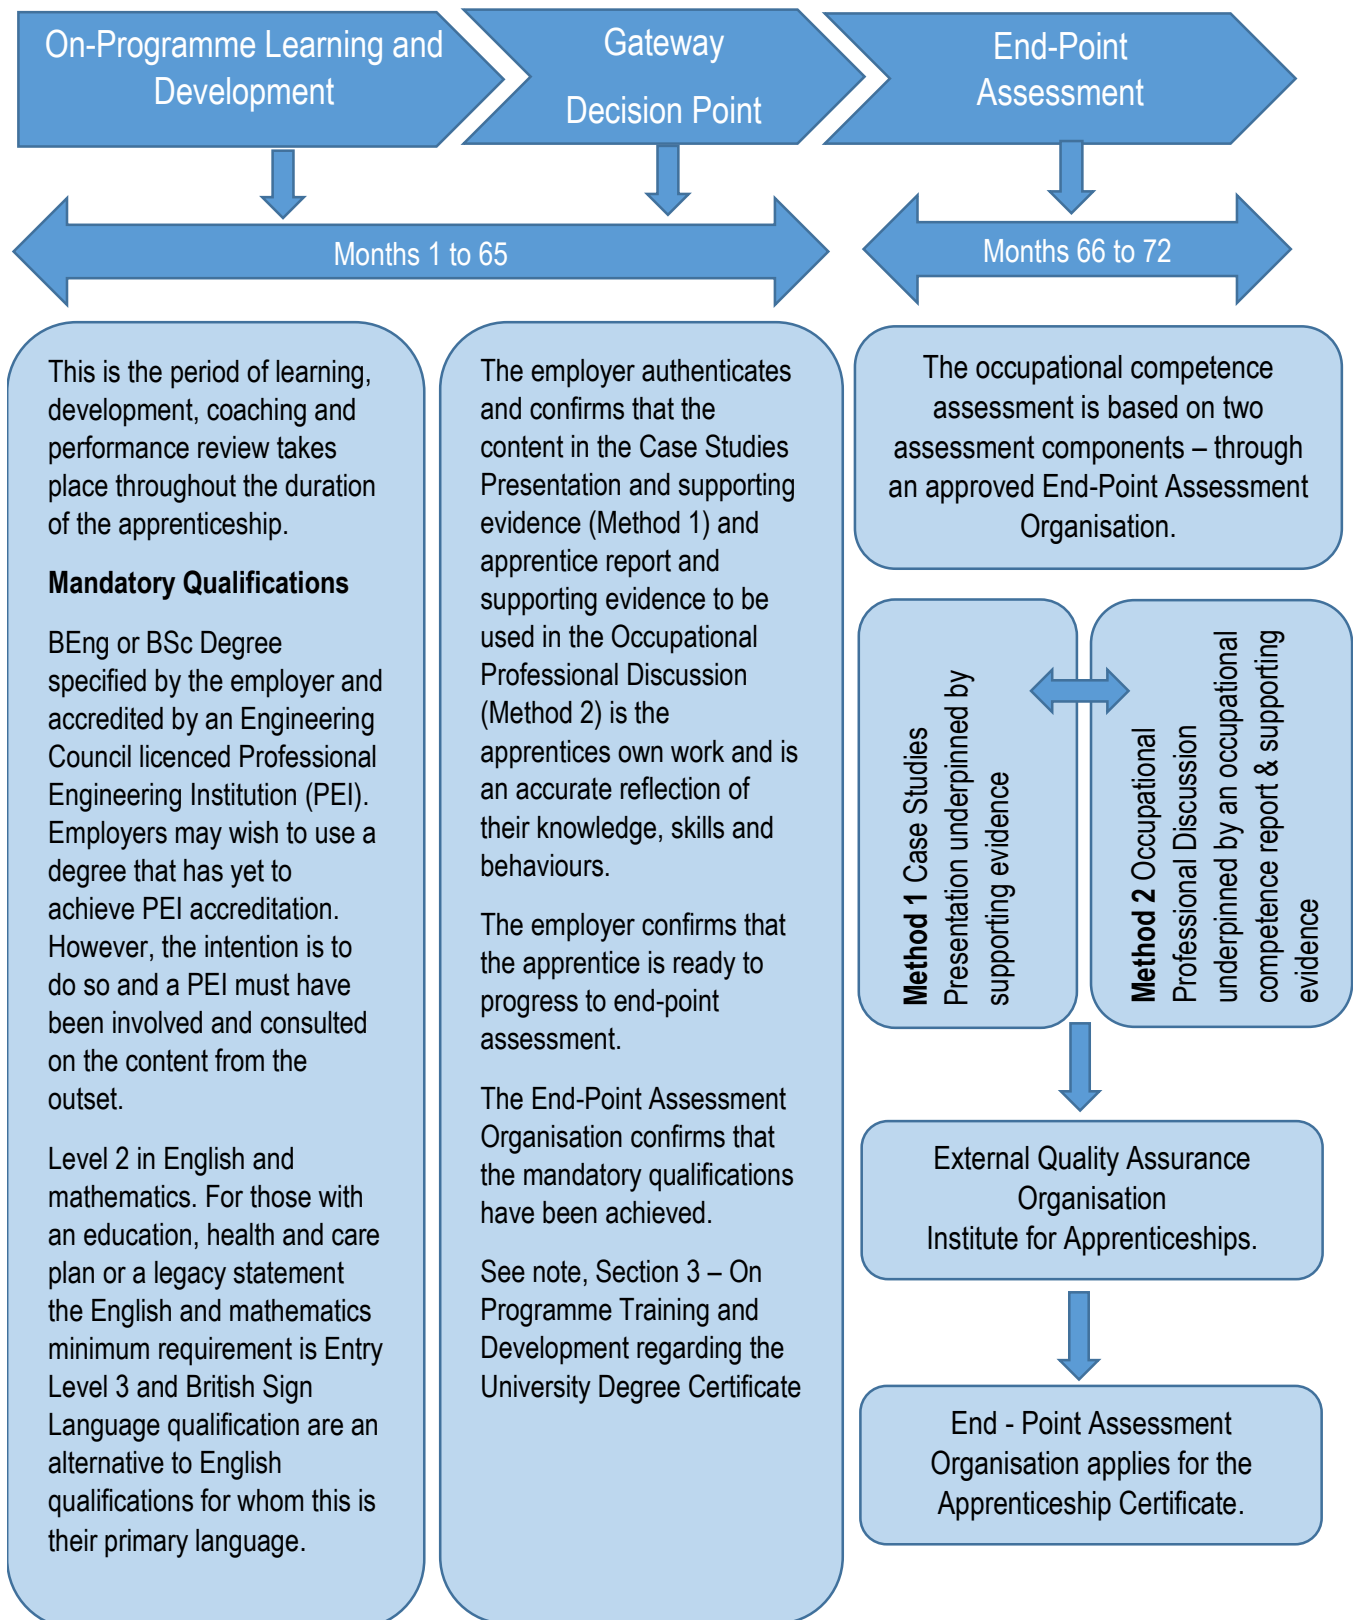 On-Programme Learning and
Development
Gateway
Decision Point
End-Point
Assessment
Months 1 to 65
Months 66 to 72
This is the period of learning,
development, coaching and
performance review takes
place throughout the duration
of the apprenticeship.
Mandatory Qualifications
BEng or BSc Degree
specified by the employer and
accredited by an Engineering
Council licenced Professional
Engineering Institution (PEI).
Employers may wish to use a
degree that has yet to
achieve PEI accreditation.
However, the intention is to
do so and a PEI must have
been involved and consulted
on the content from the
outset.
Level 2 in English and
mathematics. For those with
an education, health and care
plan or a legacy statement
the English and mathematics
minimum requirement is Entry
Level 3 and British Sign
Language qualification are an
alternative to English
qualifications for whom this is
their primary language.
The employer authenticates
and confirms that the
content in the Case Studies
Presentation and supporting
evidence (Method 1) and
apprentice report and
supporting evidence to be
used in the Occupational
Professional Discussion
(Method 2) is the
apprentices own work and is
an accurate reflection of
their knowledge, skills and
behaviours.
The employer confirms that
the apprentice is ready to
progress to end-point
assessment.
The End-Point Assessment
Organisation confirms that
the mandatory qualifications
have been achieved.
See note, Section 3 – On
Programme Training and
Development regarding the
University Degree Certificate
The occupational competence
assessment is based on two
assessment components – through
an approved End-Point Assessment
Organisation.
Method 1 Case Studies
Presentation underpinned by
supporting evidence
Method 2 Occupational
Professional Discussion
underpinned by an occupational
competence report & supporting
evidence
External Quality Assurance
Organisation
Institute for Apprenticeships.
End - Point Assessment
Organisation applies for the
Apprenticeship Certificate.